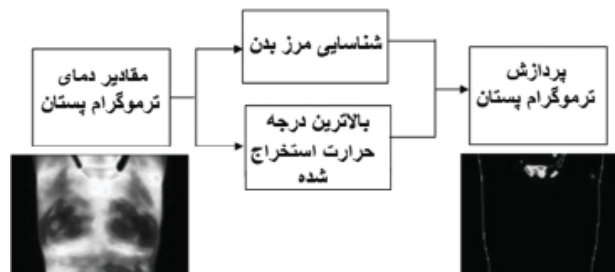 مقادیر دمای
ترموگرام پستان
شناسایی مرز بدن
بالاترین درجه
حرارت استخراج
شده
پردازش
ترموگرام پستان